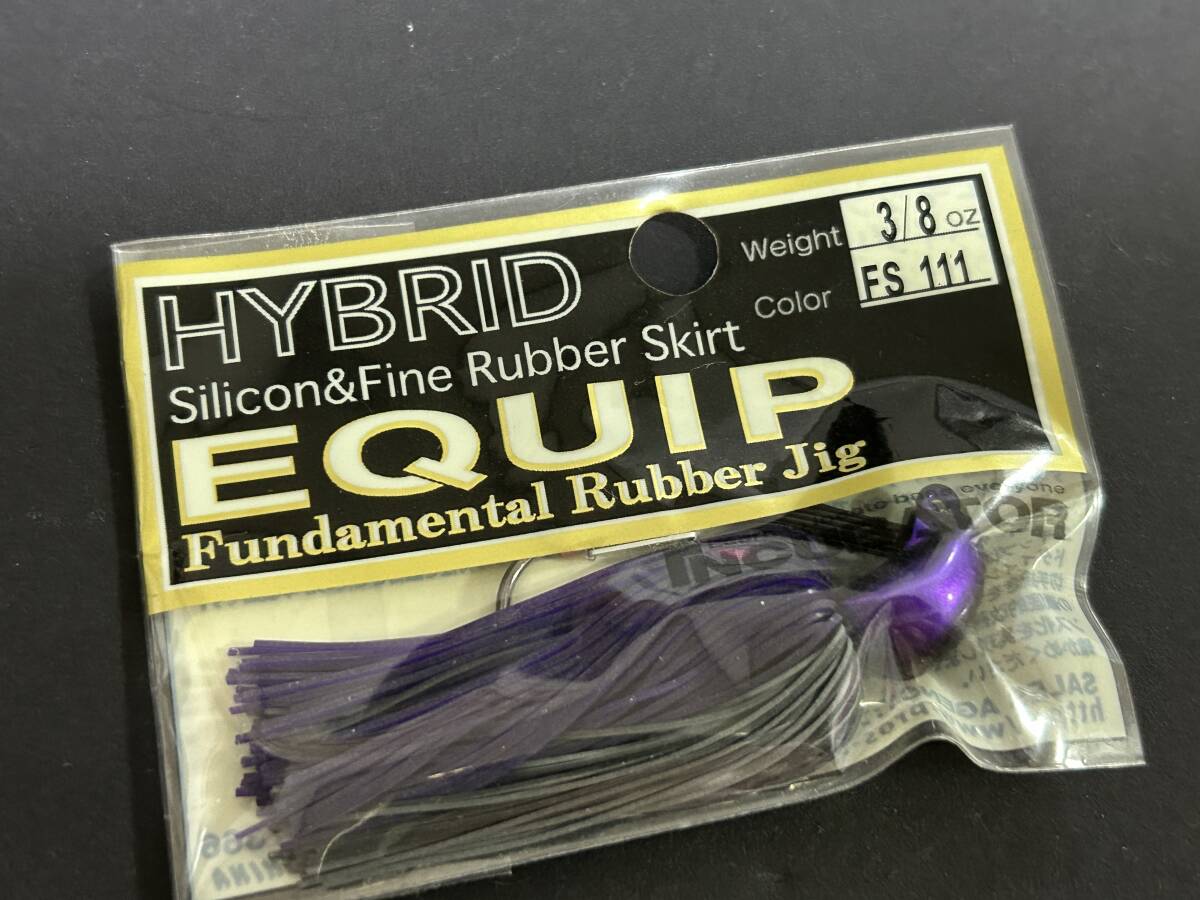 HYBRID
Silicon&Fine Rubber Skirt
EQUIP
Fundamental Rubber Jig
Weight 3/8 oz
Color FS 111